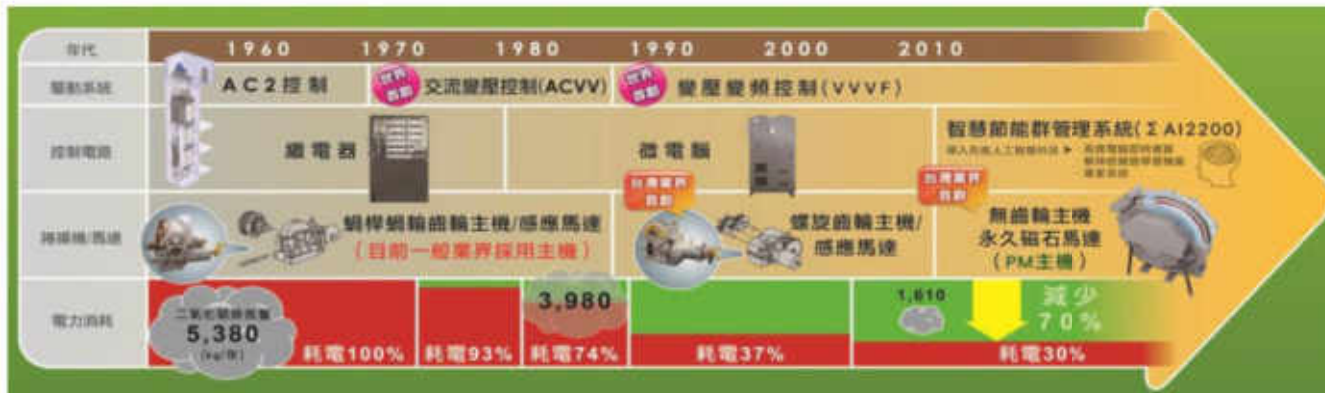 年代
1960
1970
1980
1990
2000
2010
驅動系統
AC2控制
世界
首創
交流變壓控制(ACVV)
世界
首創
變壓變頻控制(VVVF)
控制電路
繼電器
微電腦
智慧節能群管理系統(ΣAI2200)
台灣業界
首創
台灣業界
首創
捲揚機/馬達
蝸桿蝸輪齒輪主機/感應馬達
(目前一般業界採用主機)
螺旋齒輪主機/
感應馬達
無齒輪主機
永久磁石馬達
(PM主機)
電力消耗
二氧化碳排放量
5,380
(kg/年)
耗電100%
耗電93%
3,980
耗電74%
耗電37%
1,610
減少
70%
耗電30%